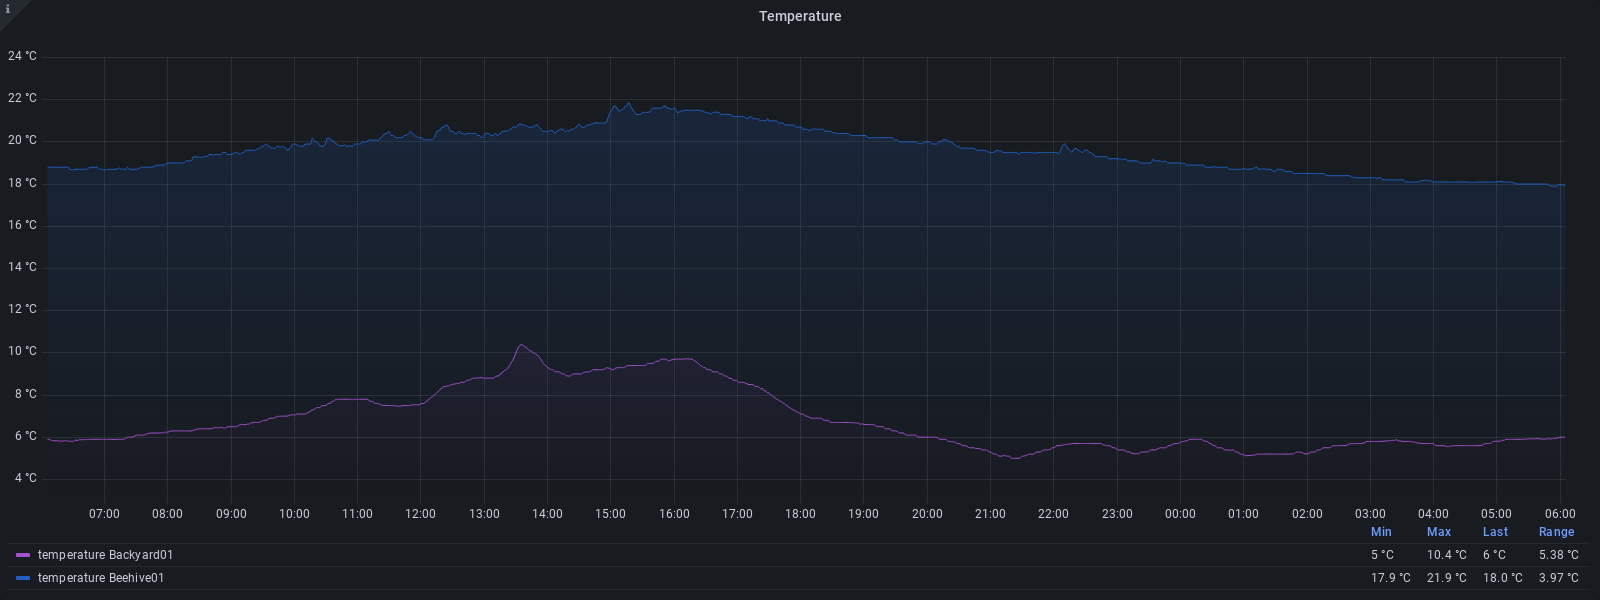 i
Temperature
24 °C
22 °C
20 °C
18 °C
16 °C
14 °C
12 °C
10 °C
8 °C
6 °C
4 °C
07:00 08:00 09:00 10:00 11:00 12:00 13:00 14:00 15:00 16:00 17:00 18:00 19:00 20:00 21:00 22:00 23:00 00:00 01:00 02:00 03:00 04:00 05:00 06:00
Min Max Last Range
temperature Backyard01 5 °C 10.4 °C 6 °C 5.38 °C
temperature Beehive01 17.9 °C 21.9 °C 18.0 °C 3.97 °C